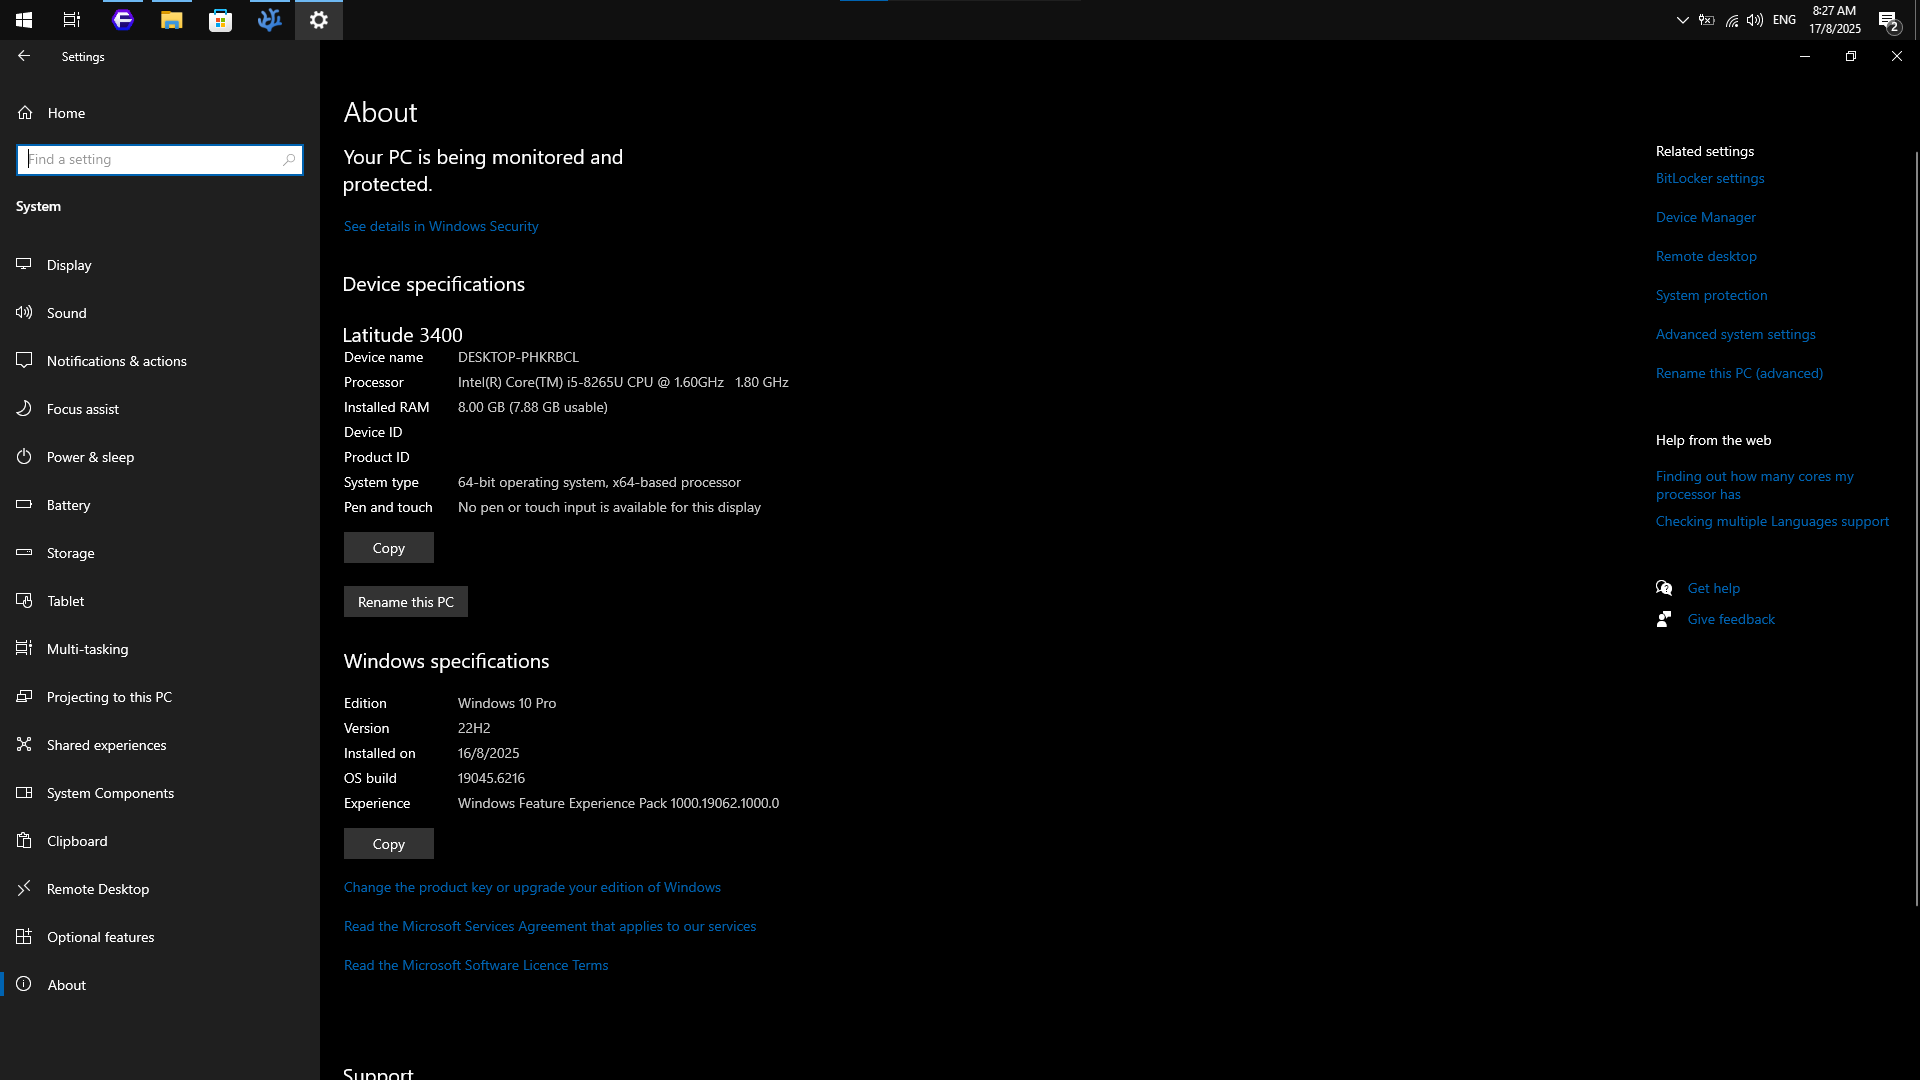 ENG
8:27 AM
17/8/2025
2
Settings
Home
Find a setting
System
Display
Sound
Notifications & actions
Focus assist
Power & sleep
Battery
Storage
Tablet
Multi-tasking
Projecting to this PC
Shared experiences
System Components
Clipboard
Remote Desktop
Optional features
About
About
Your PC is being monitored and
protected.
See details in Windows Security
Device specifications
Latitude 3400
Device name DESKTOP-PHKRBCL
Processor Intel(R) Core(TM) i5-8265U CPU @ 1.60GHz 1.80 GHz
Installed RAM 8.00 GB (7.88 GB usable)
Device ID
Product ID
System type 64-bit operating system, x64-based processor
Pen and touch No pen or touch input is available for this display
Copy
Rename this PC
Windows specifications
Edition Windows 10 Pro
Version 22H2
Installed on 16/8/2025
OS build 19045.6216
Experience Windows Feature Experience Pack 1000.19062.1000.0
Copy
Change the product key or upgrade your edition of Windows
Read the Microsoft Services Agreement that applies to our services
Read the Microsoft Software Licence Terms
Support
Related settings
BitLocker settings
Device Manager
Remote desktop
System protection
Advanced system settings
Rename this PC (advanced)
Help from the web
Finding out how many cores my
processor has
Checking multiple Languages support
Get help
Give feedback